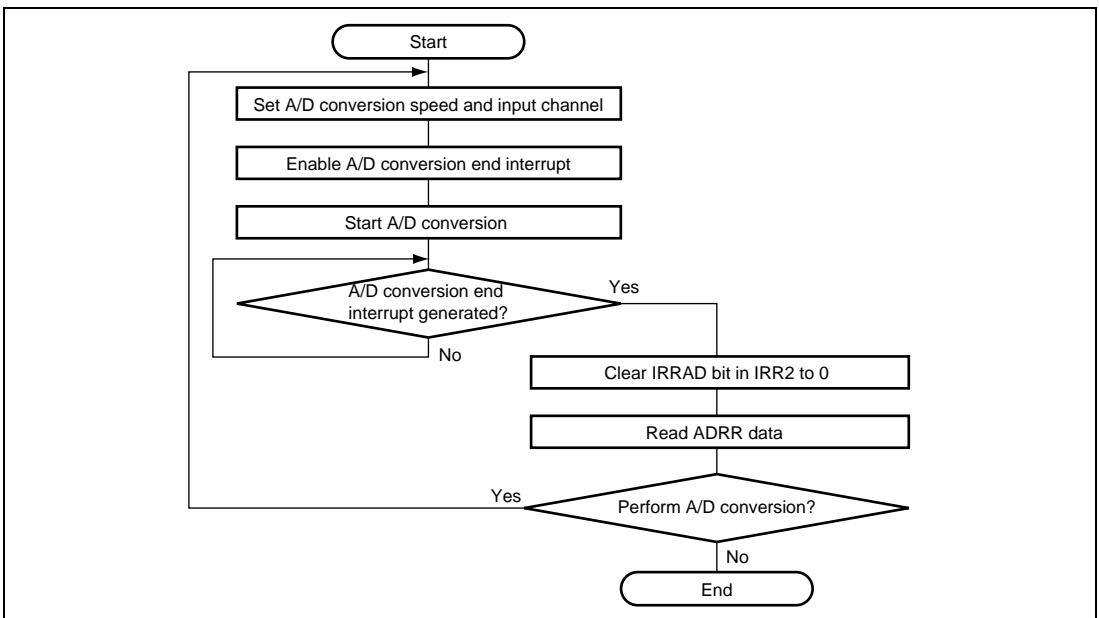 Start
Set A/D conversion speed and input channel
Enable A/D conversion end interrupt
Start A/D conversion
A/D conversion end
interrupt generated?
Yes
No
Clear IRRAD bit in IRR2 to 0
Read ADRR data
Yes
Perform A/D conversion?
No
End